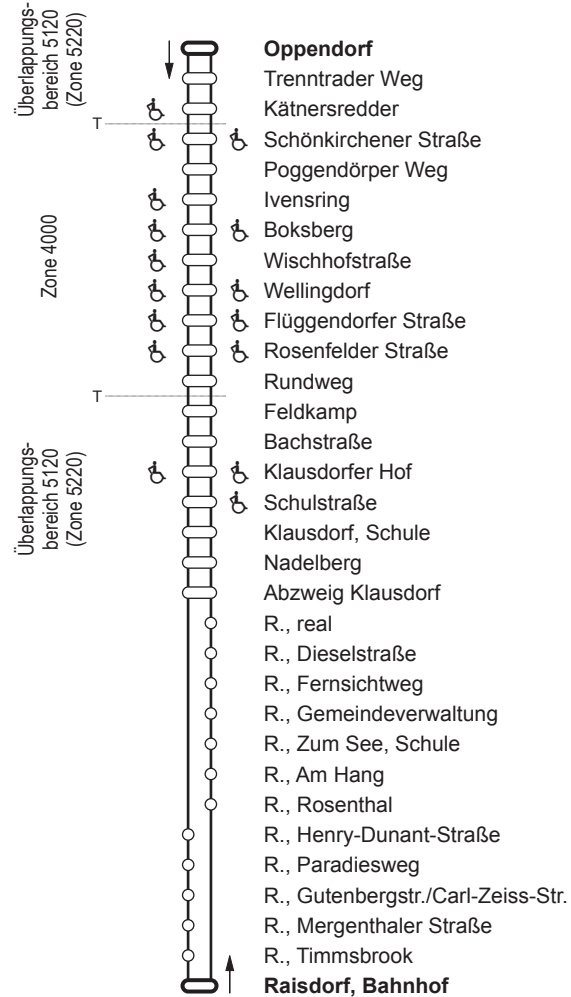 Überlappungs-
bereich 5120
(Zone 5220)
Oppendorf
Trenntrader Weg
Kätnersredder
T
Schönkirchener Straße
Poggendörper Weg
Ivensring
Zone 4000
Boksberg
Wischhofstraße
Wellingdorf
Flüggendorfer Straße
Rosenfelder Straße
Rundweg
T
Feldkamp
Bachstraße
Überlappungs-
bereich 5120
(Zone 5220)
Klausdorfer Hof
Schulstraße
Klausdorf, Schule
Nadelberg
Abzweig Klausdorf
R., real
R., Dieselstraße
R., Fernsichtweg
R., Gemeindeverwaltung
R., Zum See, Schule
R., Am Hang
R., Rosenthal
R., Henry-Dunant-Straße
R., Paradiesweg
R., Gutenbergstr./Carl-Zeiss-Str.
R., Mergenthaler Straße
R., Timmsbrook
Raisdorf, Bahnhof